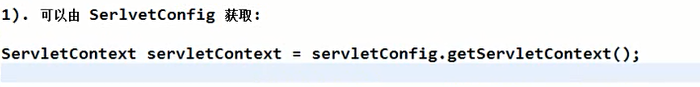 1). 可以由 SerlvetConfig 获取:
ServletContext servletContext = servletConfig.getServletContext();